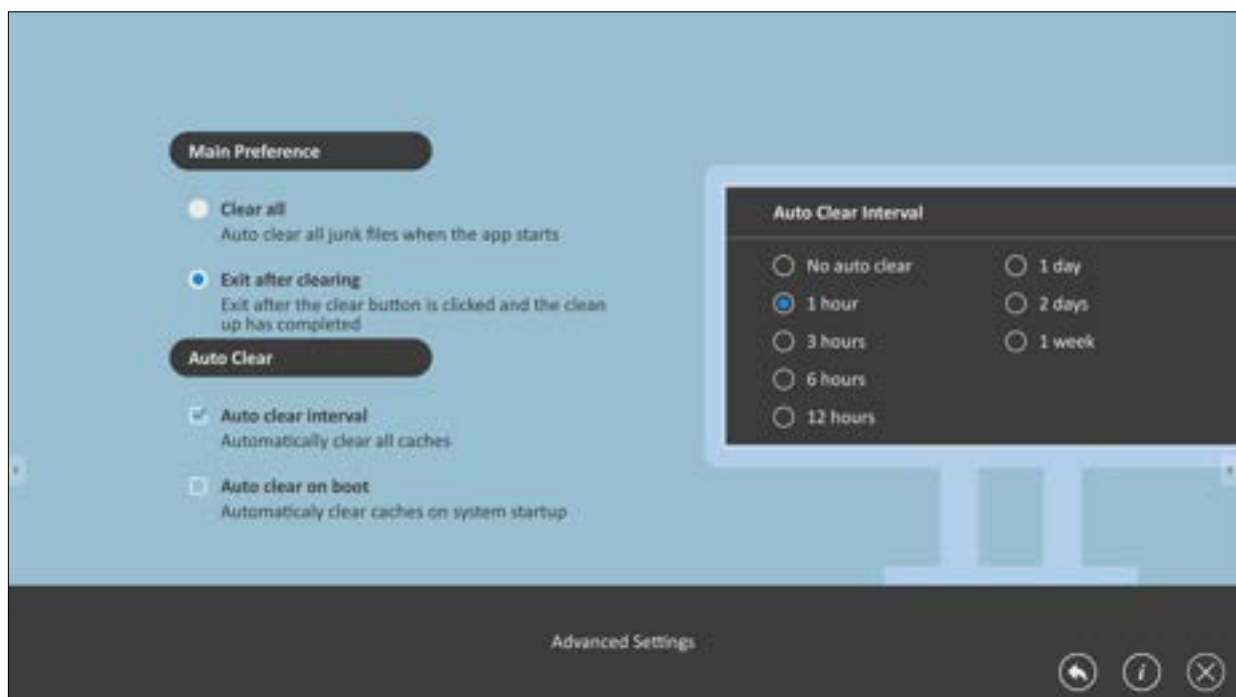 Main Preference
Clear all
Auto clear all junk files when the app starts
Exit after clearing
Exit after the clear button is clicked and the clean
up has completed
Auto Clear
Auto clear interval
Automatically clear all caches
Auto clear on boot
Automaticaly clear caches on system startup
Auto Clear Interval
No auto clear
1 hour
3 hours
6 hours
12 hours
1 day
2 days
1 week
Advanced Settings
i